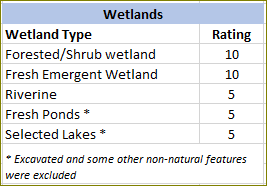 Wetlands
Wetland Type Rating
Forested/Shrub wetland 10
Fresh Emergent Wetland 10
Riverine 5
Fresh Ponds * 5
Selected Lakes * 5
* Excavated and some other non-natural features
were excluded